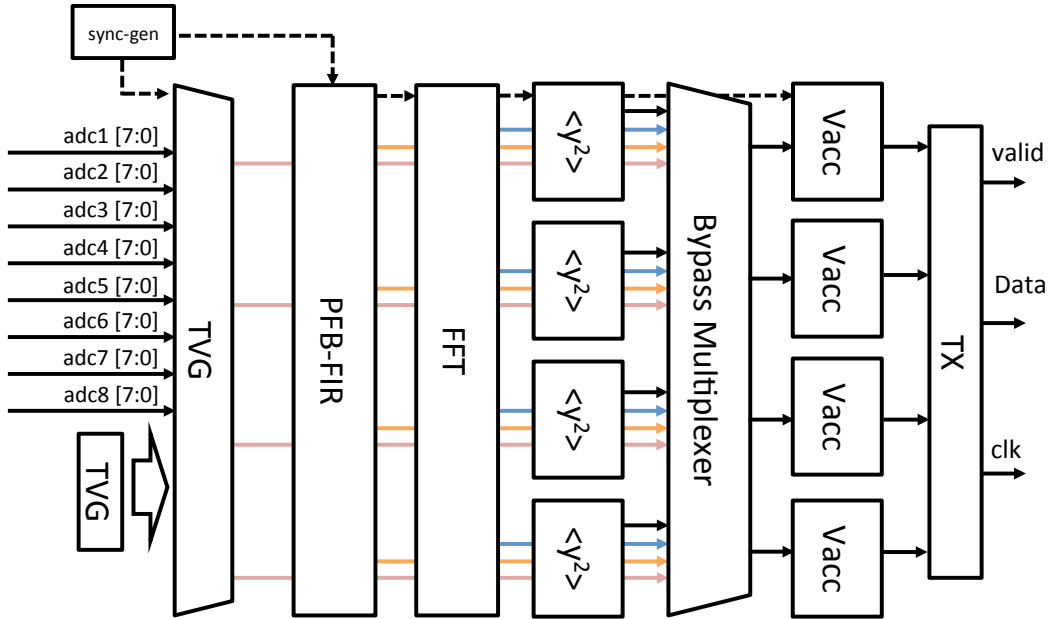 sync-gen
adc1 [7:0]
adc2 [7:0]
adc3 [7:0]
adc4 [7:0]
adc5 [7:0]
adc6 [7:0]
adc7 [7:0]
adc8 [7:0]
TVG
TVG
PFB-FIR
FFT
<y²>
<y²>
<y²>
<y²>
Bypass Multiplexer
Vacc
Vacc
Vacc
Vacc
TX
valid
Data
clk